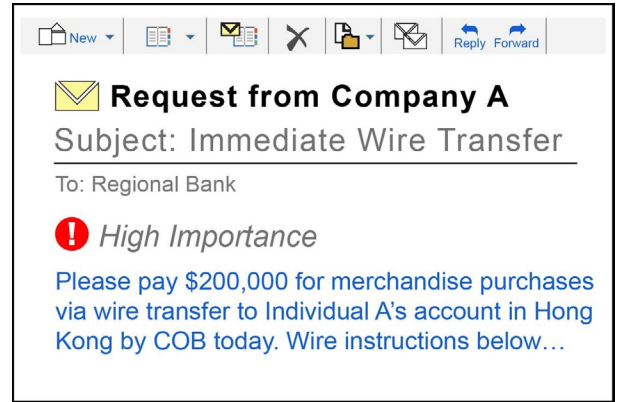 New Reply Forward
Request from Company A
Subject: Immediate Wire Transfer
To: Regional Bank
! High Importance
Please pay $200,000 for merchandise purchases
via wire transfer to Individual A’s account in Hong
Kong by COB today. Wire instructions below…